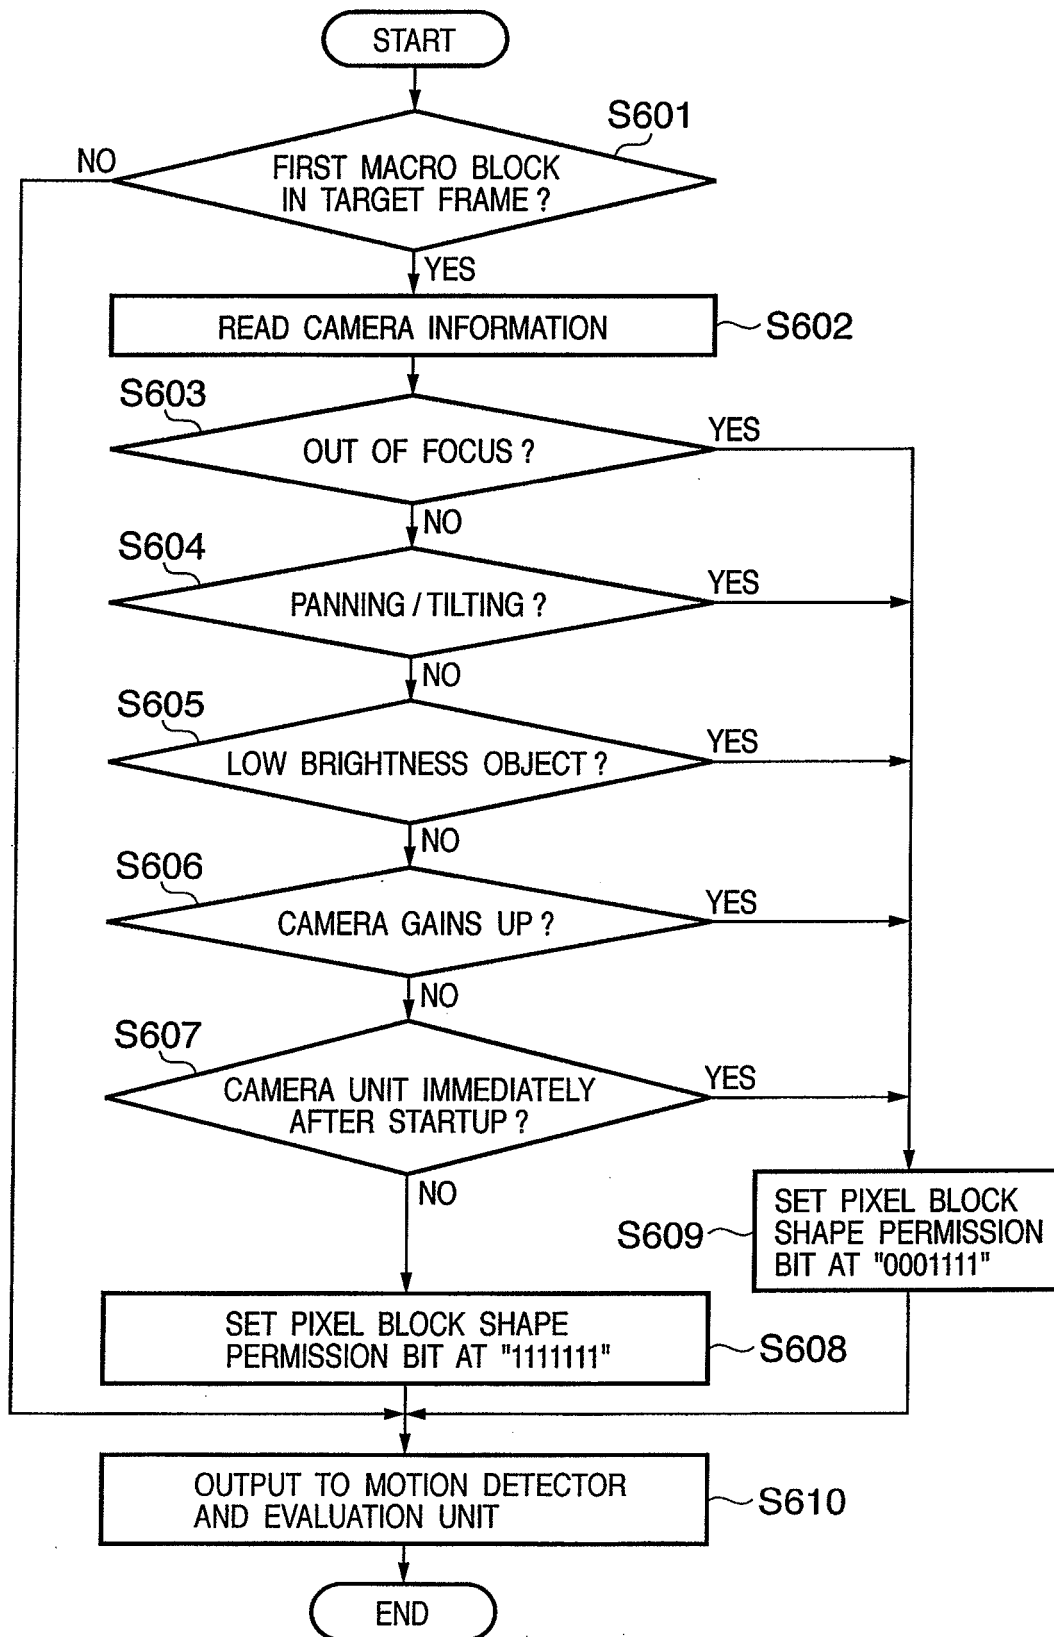 START
S601
NO
FIRST MACRO BLOCK
IN TARGET FRAME ?
YES
READ CAMERA INFORMATION
S602
S603
YES
OUT OF FOCUS ?
NO
S604
YES
PANNING / TILTING ?
NO
S605
YES
LOW BRIGHTNESS OBJECT ?
NO
S606
YES
CAMERA GAINS UP ?
NO
S607
YES
CAMERA UNIT IMMEDIATELY
AFTER STARTUP ?
NO
S609
SET PIXEL BLOCK
SHAPE PERMISSION
BIT AT "0001111"
SET PIXEL BLOCK SHAPE
PERMISSION BIT AT "1111111"
S608
OUTPUT TO MOTION DETECTOR
AND EVALUATION UNIT
S610
END